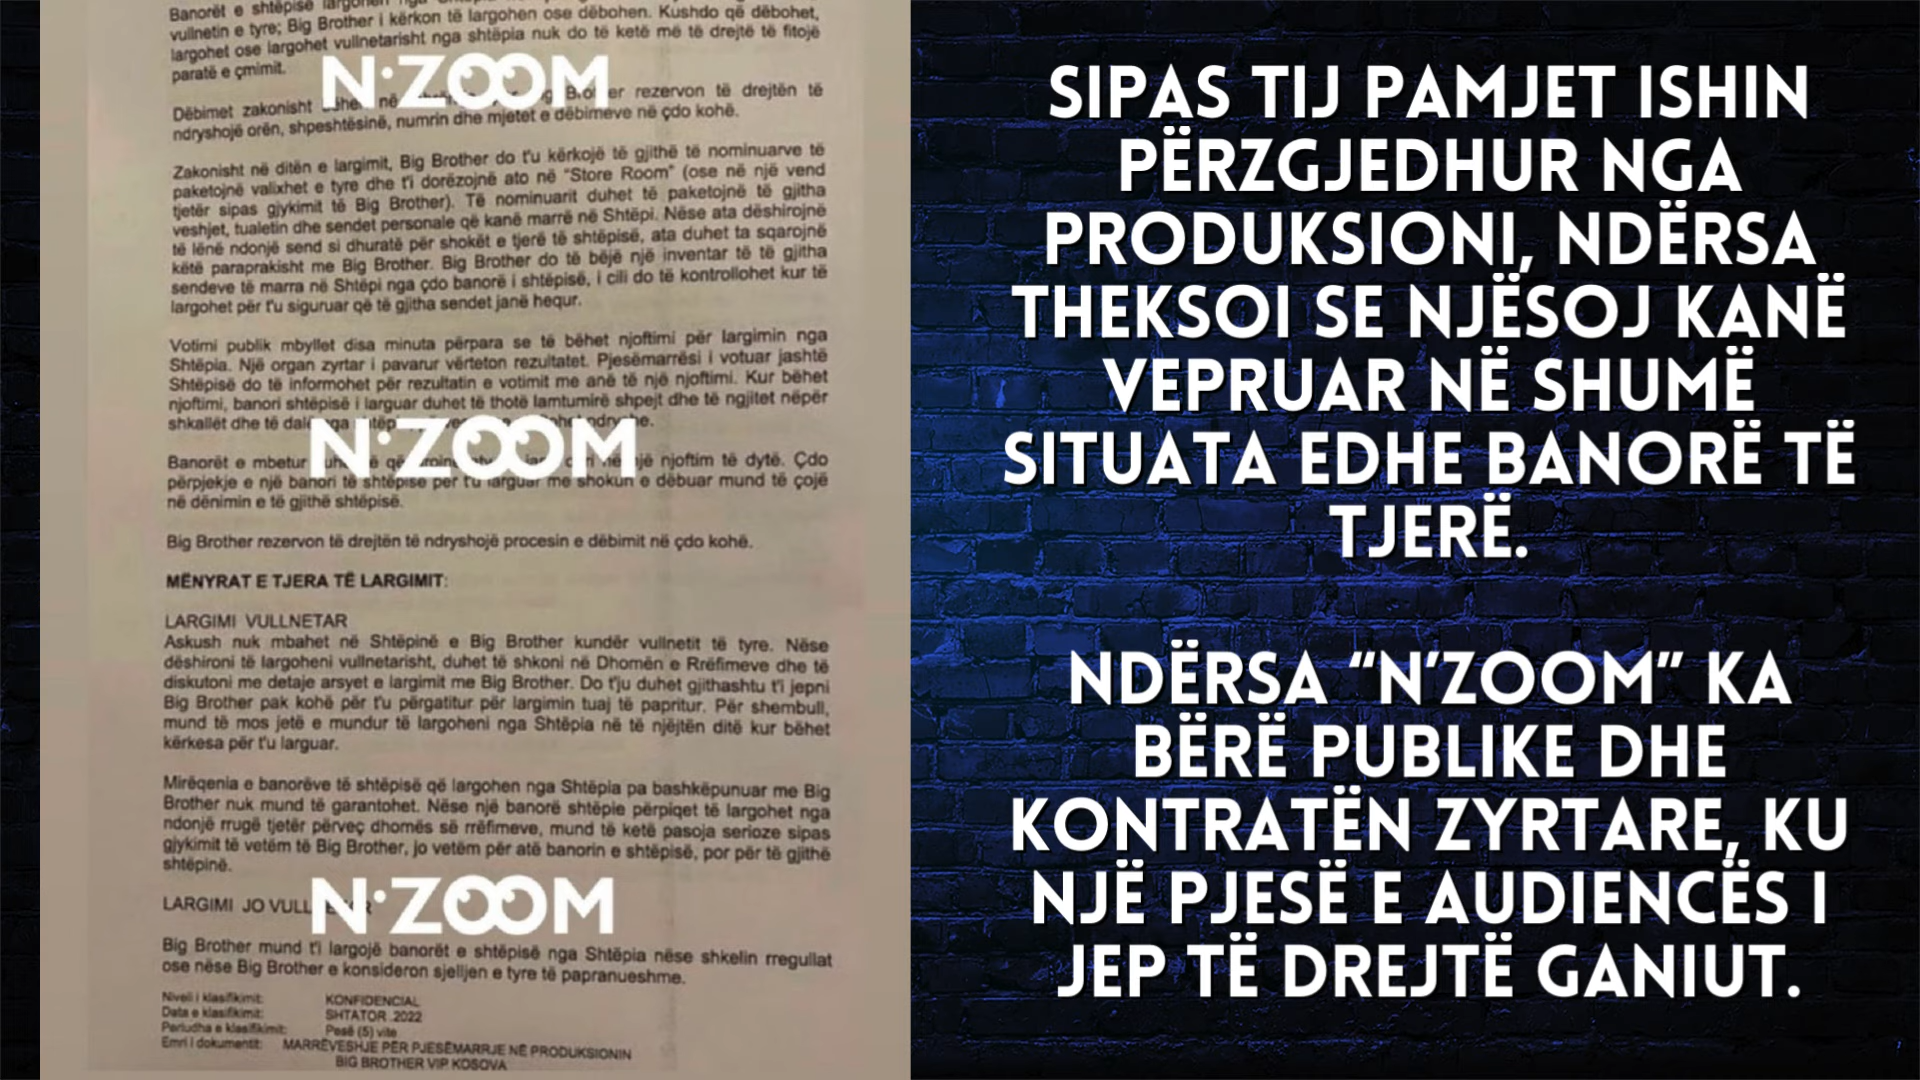 Banorët e shtëpisë largohen nga
vullnetin e tyre; Big Brother i kërkon të largohen ose dëbohen. Kushdo që dëbohet,
largohet ose largohet vullnetarisht nga shtëpia nuk do të ketë më të drejtë të fitojë
paratë e çmimit.
N·ZOOM
Dëbimet zakonisht rezervon të drejtën të
ndryshojë orën, shpeshtësinë, numrin dhe mjetet e dëbimeve në çdo kohë.
Zakonisht në ditën e largimit, Big Brother do t'u kërkojë të gjithë të nominuarve të
paketojnë valixhet e tyre dhe t'i dorëzojnë ato në “Store Room” (ose në një vend
tjetër sipas gjykimit të Big Brother). Të nominuarit duhet të paketojnë të gjitha
veshjet, tualetin dhe sendet personale që kanë marrë në Shtëpi. Nëse ata dëshirojnë
të lënë ndonjë send si dhuratë për shokët e tjerë të shtëpisë, ata duhet ta sqarojnë
këtë paraprakisht me Big Brother. Big Brother do të bëjë një inventar të të gjitha
sendeve të marra në Shtëpi nga çdo banorë i shtëpisë, i cili do të kontrollohet kur të
largohet për t'u siguruar që të gjitha sendet janë hequr.
Votimi publik mbyllet disa minuta përpara se të bëhet njoftimi për largimin nga
Shtëpia. Një organ zyrtar i pavarur vërteton rezultatet. Pjesëmarrësi i votuar jashtë
Shtëpisë do të informohet për rezultatin e votimit me anë të një njoftimi. Kur bëhet
njoftimi, banori shtëpisë i larguar duhet të thotë lamtumirë shpejt dhe të ngjitet nëpër
shkallët dhe të dalë nga
N·ZOOM
Banorët e mbetur një njoftim të dytë. Çdo
përpjekje e një banori të shtëpisë për t'u larguar me shokun e dëbuar mund të çojë
në dënimin e të gjithë shtëpisë.
Big Brother rezervon të drejtën të ndryshojë procesin e dëbimit në çdo kohë.
MËNYRAT E TJERA TË LARGIMIT:
LARGIMI VULLNETAR
Askush nuk mbahet në Shtëpinë e Big Brother kundër vullnetit të tyre. Nëse
dëshironi të largoheni vullnetarisht, duhet të shkoni në Dhomën e Rrëfimeve dhe të
diskutoni me detaje arsyet e largimit me Big Brother. Do t'ju duhet gjithashtu t'i jepni
Big Brother pak kohë për t'u përgatitur për largimin tuaj të papritur. Për shembull,
mund të mos jetë e mundur të largoheni nga Shtëpia në të njëjtën ditë kur bëhet
kërkesa për t'u larguar.
Mirëqenia e banorëve të shtëpisë që largohen nga Shtëpia pa bashkëpunuar me Big
Brother nuk mund të garantohet. Nëse një banorë shtëpie përpiqet të largohet nga
ndonjë rrugë tjetër përveç dhomës së rrëfimeve, mund të ketë pasoja serioze sipas
gjykimit të vetëm të Big Brother, jo vetëm për atë banorin e shtëpisë, por për të gjithë
shtëpinë.
LARGIMI JO
N·ZOOM
Big Brother mund t'i largojë banorët e shtëpisë nga Shtëpia nëse shkelin rregullat
ose nëse Big Brother e konsideron sjelljen e tyre të papranueshme.
Niveli i klasifikimit: KONFIDENCIAL
Data e klasifikimit: SHTATOR .2022
Periudha e klasifikimit: Pesë (5) vite
Emri i dokumentit: MARRËVESHJE PËR PJESËMARRJE NË PRODUKSIONIN
BIG BROTHER VIP KOSOVA
SIPAS TIJ PAMJET ISHIN
PËRZGJEDHUR NGA
PRODUKSIONI, NDËRSA
THEKSOI SE NJËSOJ KANË
VEPRUAR NË SHUMË
SITUATA EDHE BANORË TË
TJERË.
NDËRSA “N’ZOOM” KA
BËRË PUBLIKE DHE
KONTRATËN ZYRTARE, KU
NJË PJESË E AUDIENCËS I
JEP TË DREJTË GANIUT.